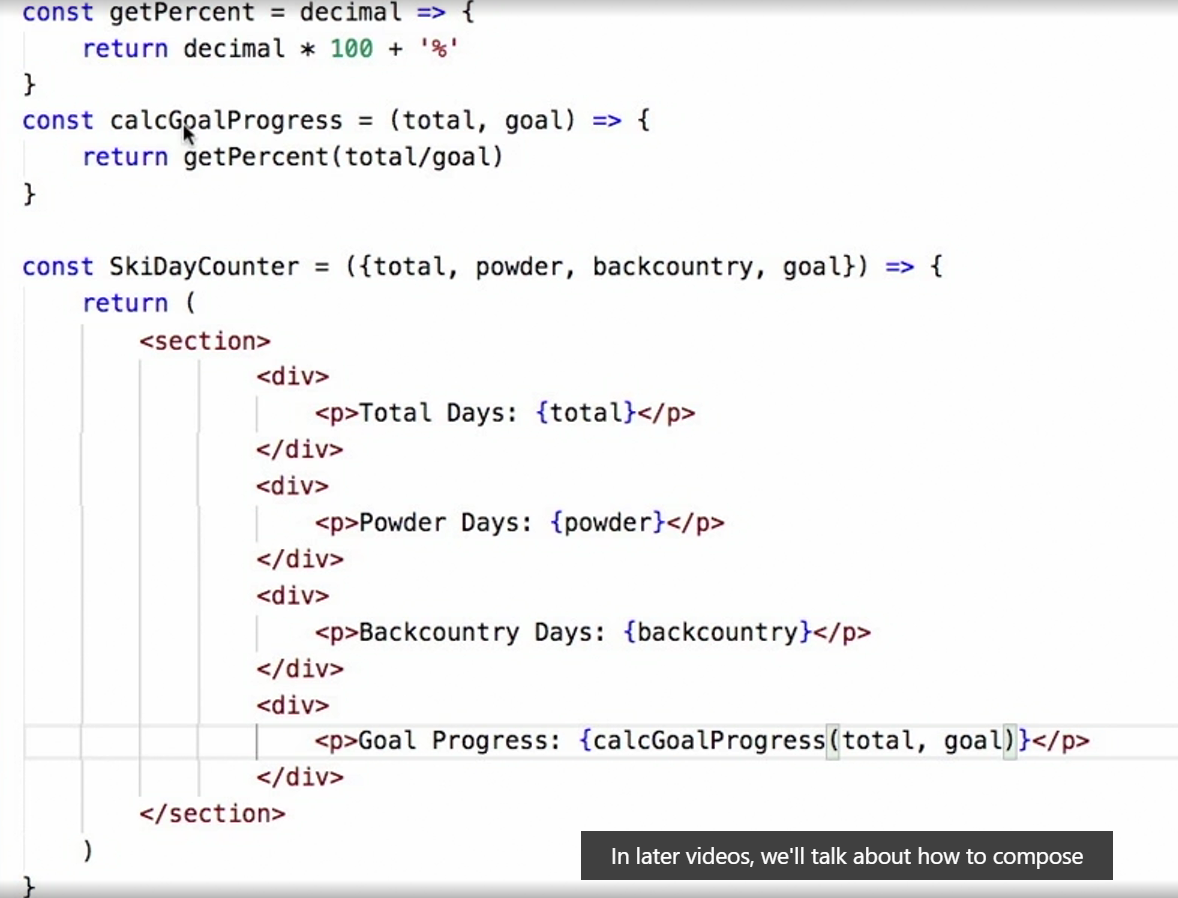 const getPercent = decimal => {
    return decimal * 100 + '%'
}
const calcGoalProgress = (total, goal) => {
    return getPercent(total/goal)
}

const SkiDayCounter = ({total, powder, backcountry, goal}) => {
    return (
        <section>
                <div>
                    <p>Total Days: {total}</p>
                </div>
                <div>
                    <p>Powder Days: {powder}</p>
                </div>
                <div>
                    <p>Backcountry Days: {backcountry}</p>
                </div>
                <div>
                    <p>Goal Progress: {calcGoalProgress(total, goal)}</p>
                </div>
        </section>
    )
}
In later videos, we'll talk about how to compose